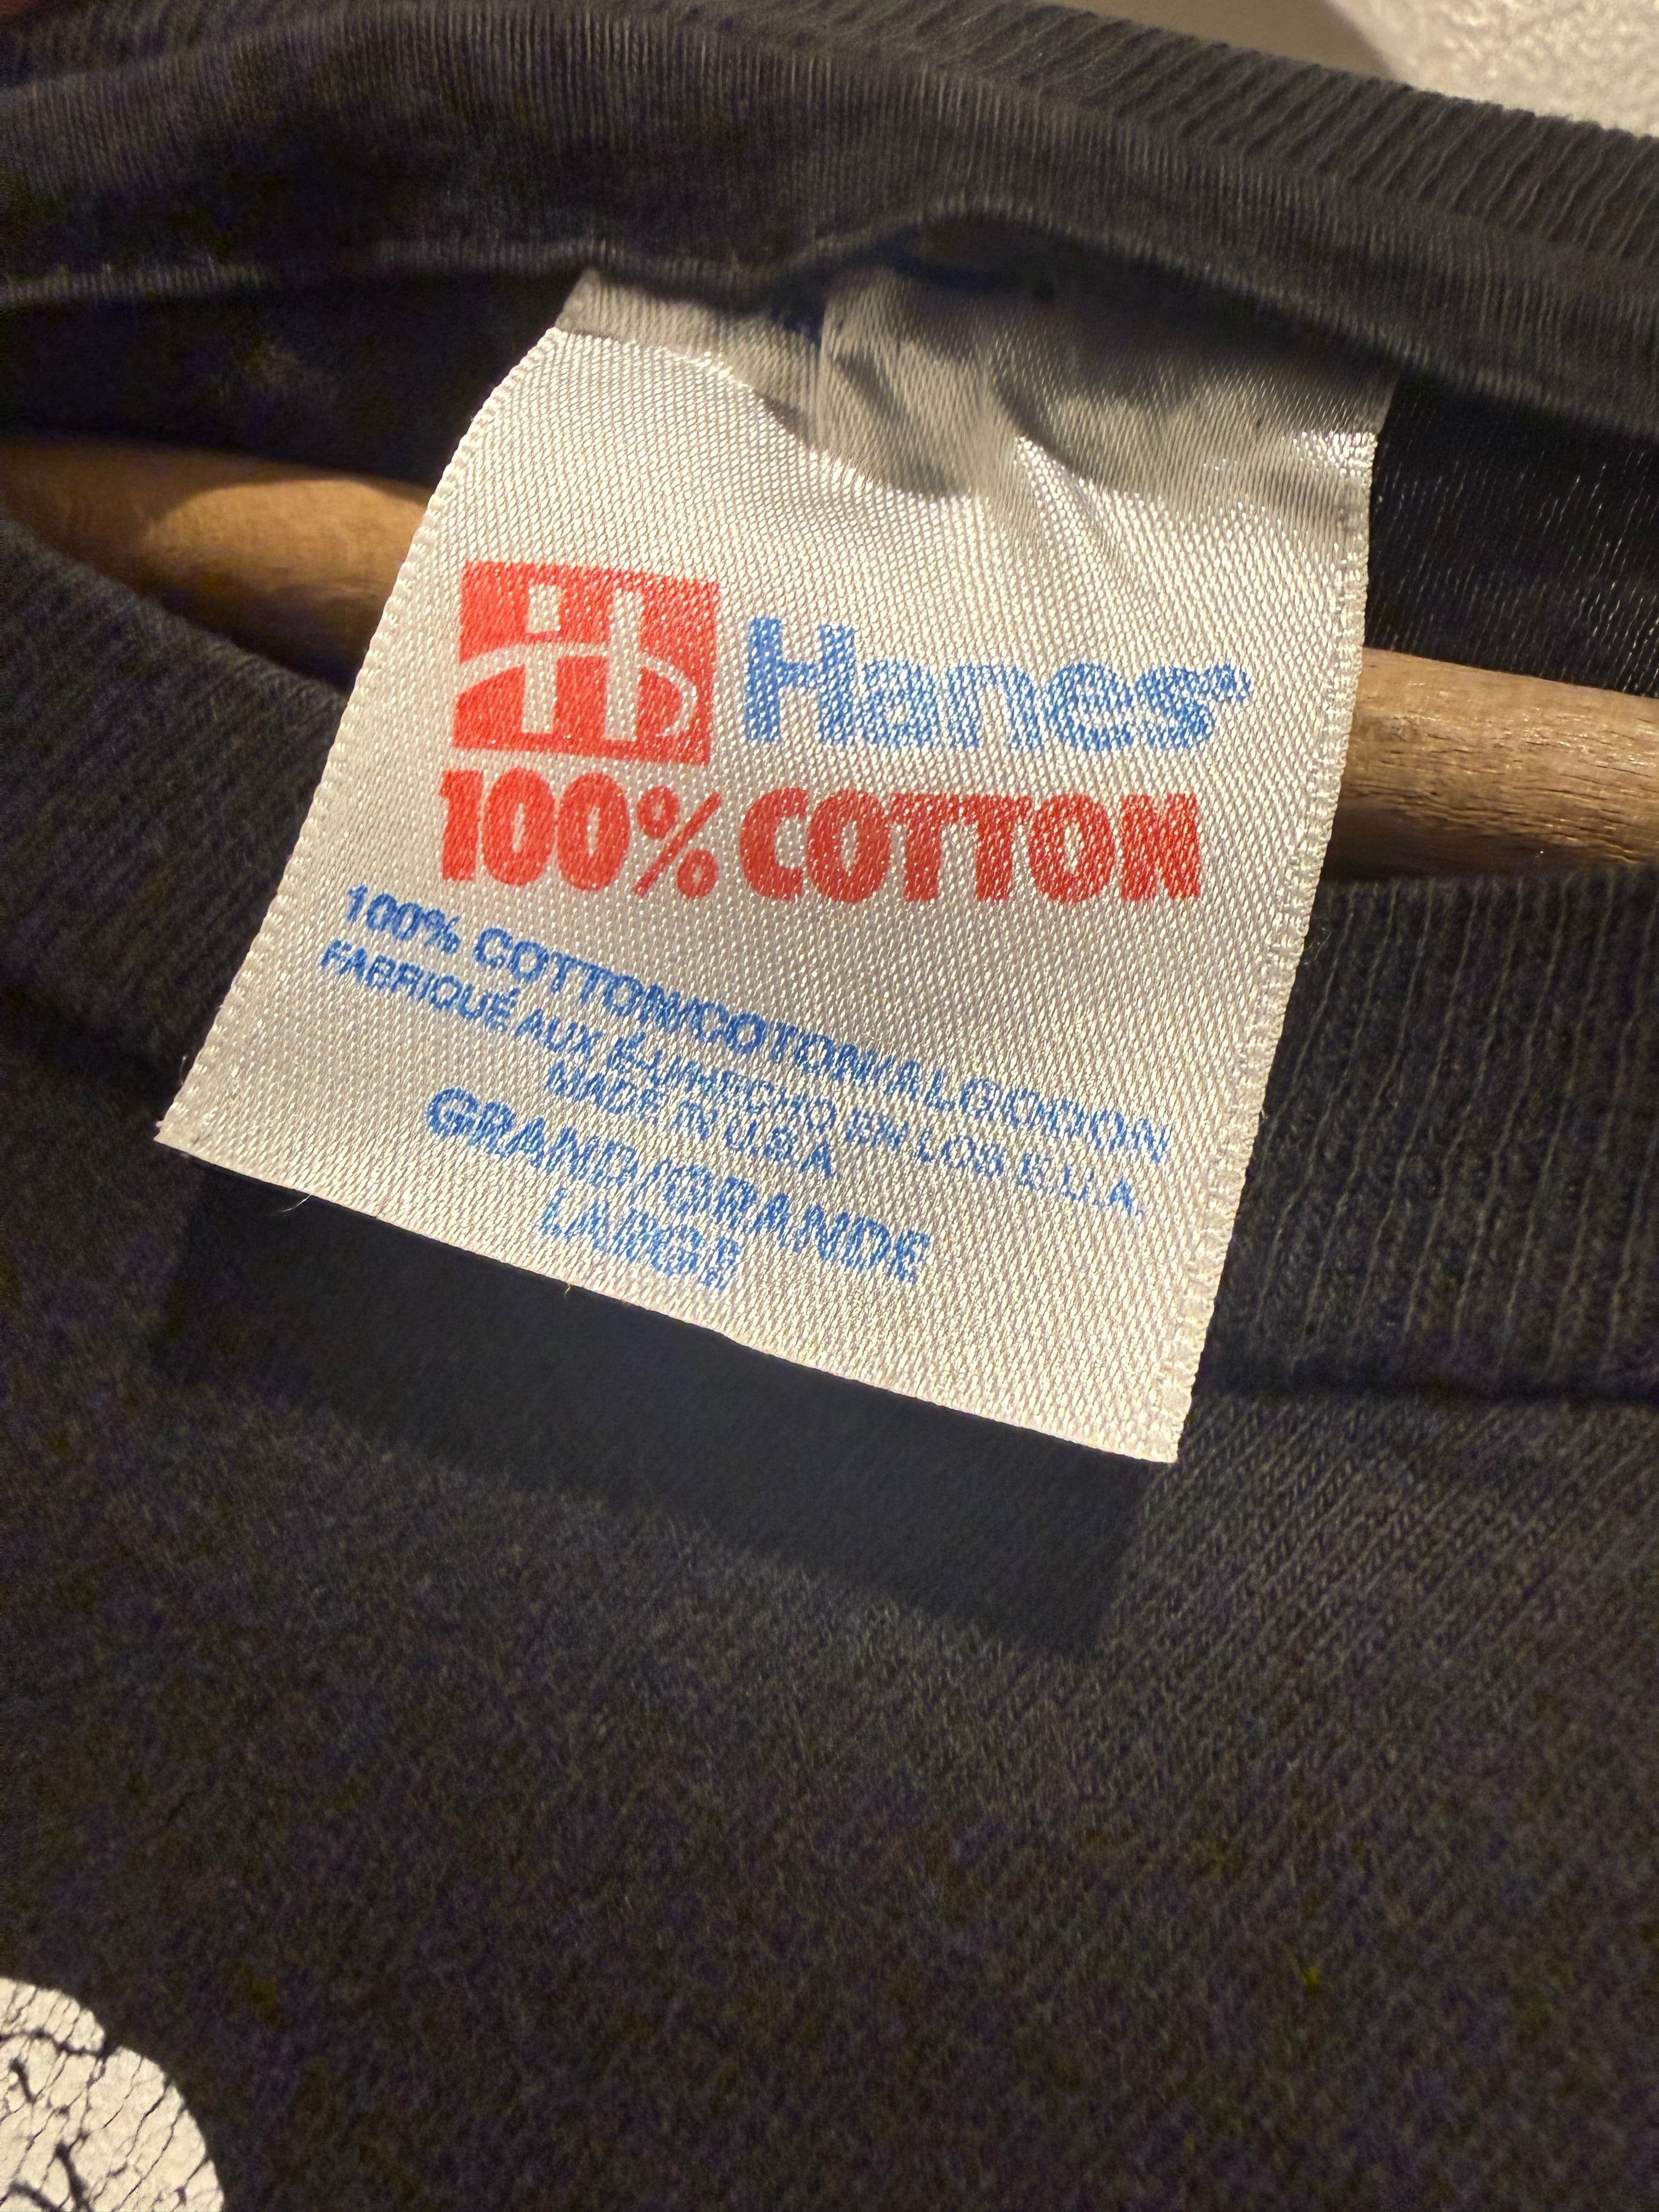 H Hanes®
100% COTTON
100% COTTON/COTON/ALGODON
FABRIQUÉ AUX É-U/HECHO EN LOS E.U.A.
MADE IN U.S.A.
GRAND/GRANDE
LARGE